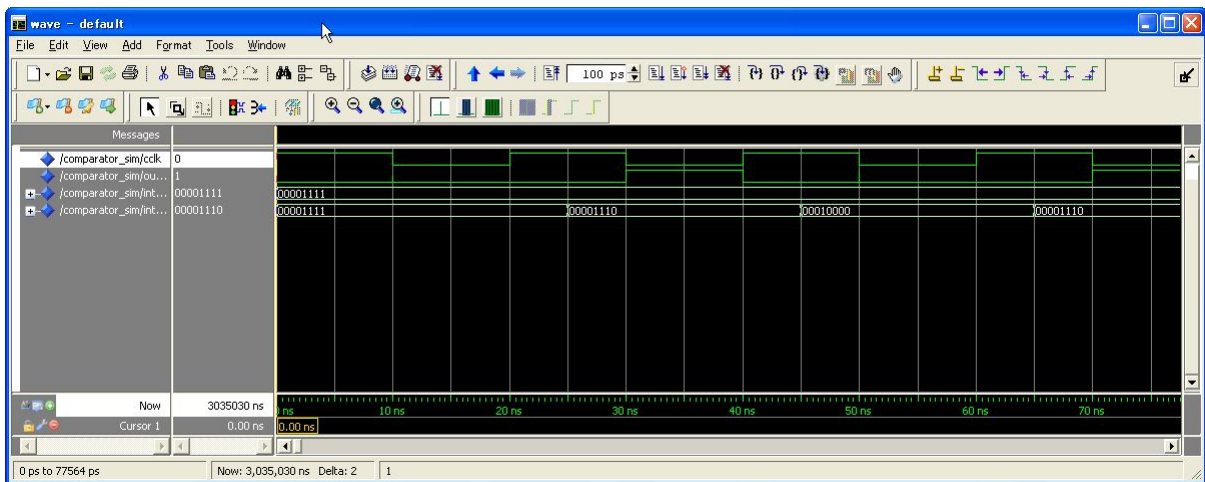 wave - default
File Edit View Add Format Tools Window
100 ps
Messages
/comparator_sim/cclk 0
/comparator_sim/ou... 1
/comparator_sim/int... 00001111 00001111
/comparator_sim/int... 00001110 00001111 00001110 00010000 00001110
Now 3035030 ns ns 10 ns 20 ns 30 ns 40 ns 50 ns 60 ns 70 ns
Cursor 1 0.00 ns 0.00 ns
0 ps to 77564 ps Now: 3,035,030 ns Delta: 2 1